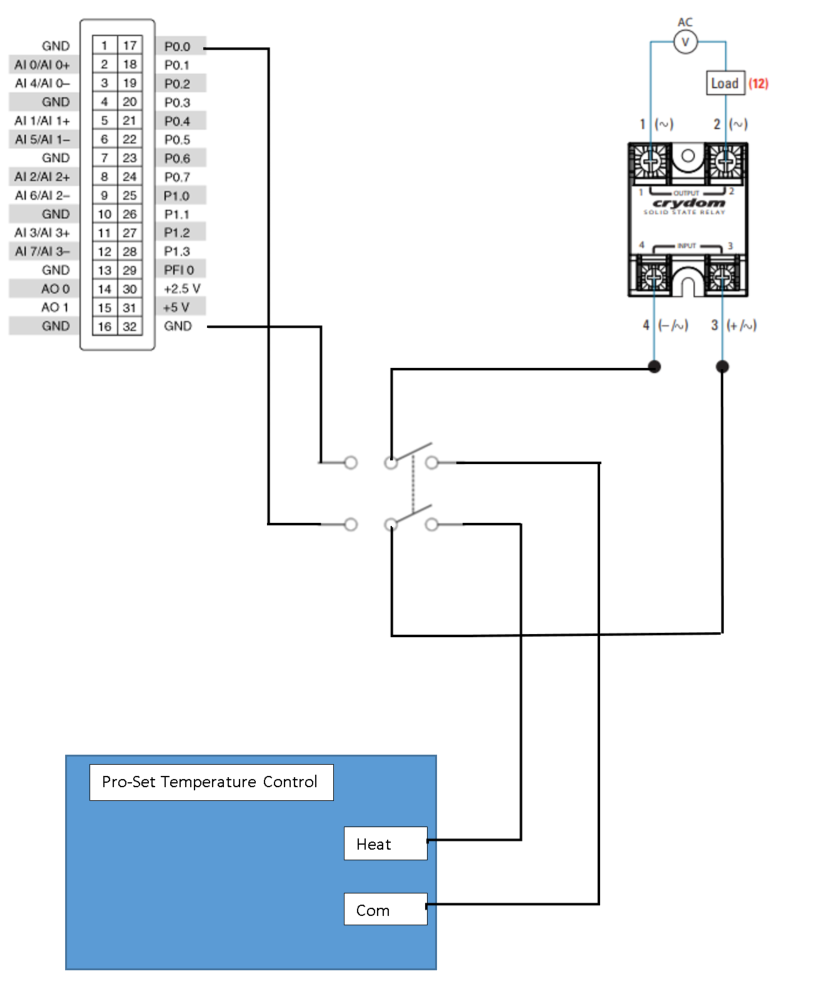 GND 1 17 P0.0
AI 0/AI 0+ 2 18 P0.1
AI 4/AI 0– 3 19 P0.2
GND 4 20 P0.3
AI 1/AI 1+ 5 21 P0.4
AI 5/AI 1– 6 22 P0.5
GND 7 23 P0.6
AI 2/AI 2+ 8 24 P0.7
AI 6/AI 2– 9 25 P1.0
GND 10 26 P1.1
AI 3/AI 3+ 11 27 P1.2
AI 7/AI 3– 12 28 P1.3
GND 13 29 PFI 0
AO 0 14 30 +2.5 V
AO 1 15 31 +5 V
GND 16 32 GND
AC
V
Load (12)
1 (~) 2 (~)
1 OUTPUT 2
crydom
SOLID STATE RELAY
4 INPUT 3
4 (–/~) 3 (+/~)
Pro-Set Temperature Control
Heat
Com